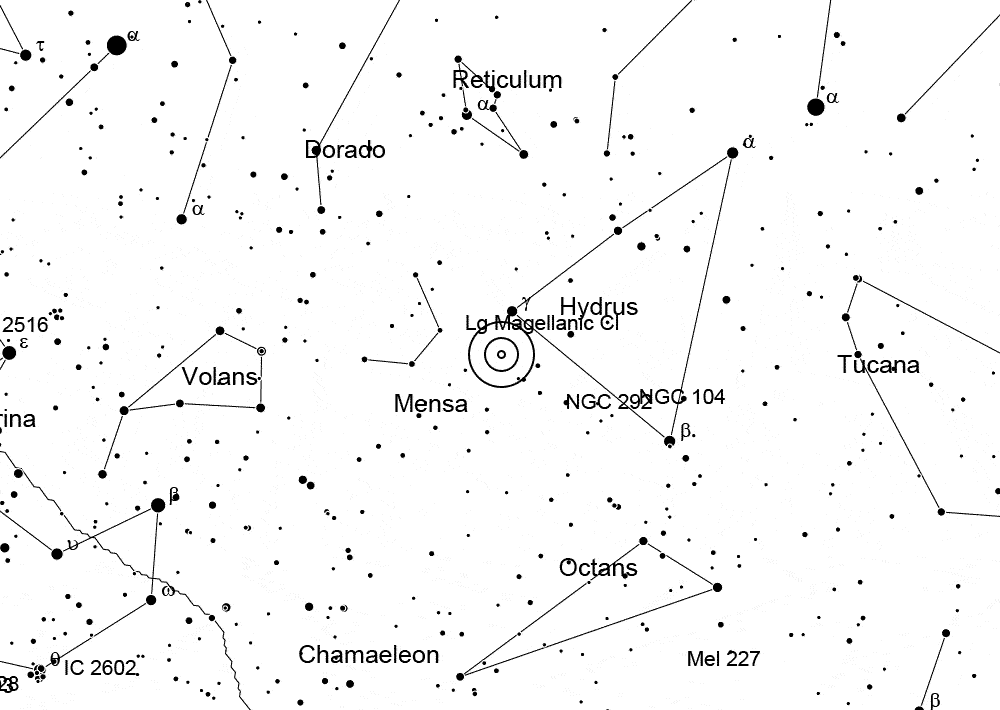 τ
α
Reticulum
α
α
α
Dorado
α
α
γ
Hydrus
Lg Magellanic Cl
2516
ε
Volans
Tucana
Mensa
NGC 292
NGC 104
rina
β
β
υ
Octans
ω
Chamaeleon
θ
IC 2602
Mel 227
β